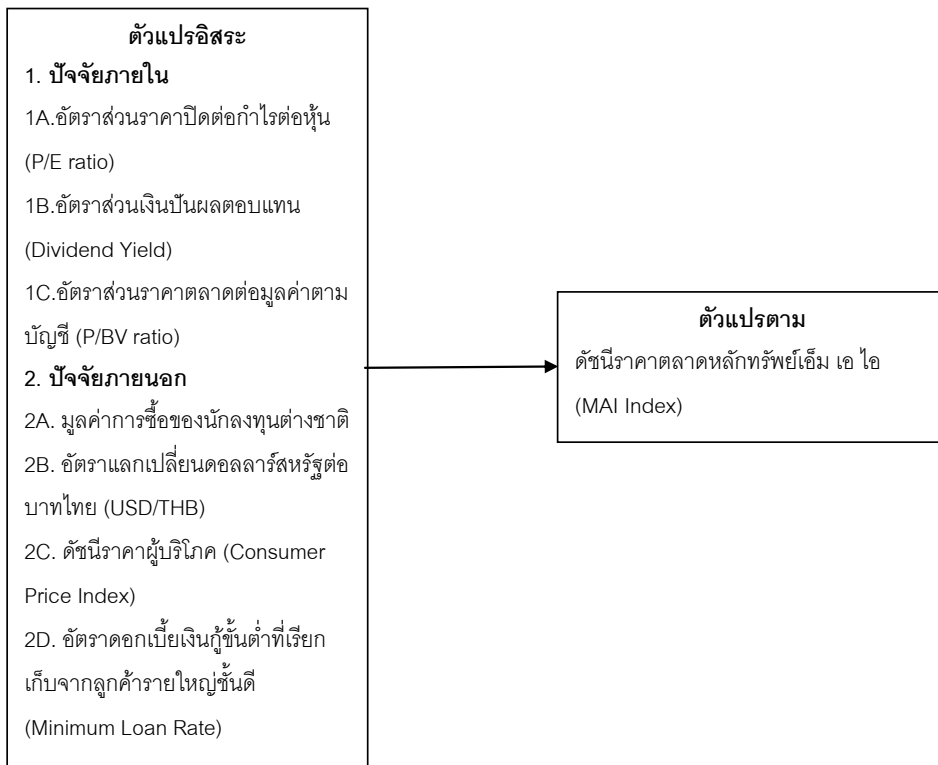 ตัวแปรอิสระ
1. ปัจจัยภายใน
1A.อัตราส่วนราคาปิดต่อกำไรต่อหุ้น
(P/E ratio)
1B.อัตราส่วนเงินปันผลตอบแทน
(Dividend Yield)
1C.อัตราส่วนราคาตลาดต่อมูลค่าตาม
บัญชี (P/BV ratio)
2. ปัจจัยภายนอก
2A. มูลค่าการซื้อของนักลงทุนต่างชาติ
2B. อัตราแลกเปลี่ยนดอลลาร์สหรัฐต่อ
บาทไทย (USD/THB)
2C. ดัชนีราคาผู้บริโภค (Consumer
Price Index)
2D. อัตราดอกเบี้ยเงินกู้ขั้นต่ำที่เรียก
เก็บจากลูกค้ารายใหญ่ชั้นดี
(Minimum Loan Rate)
ตัวแปรตาม
ดัชนีราคาตลาดหลักทรัพย์เอ็ม เอ ไอ
(MAI Index)